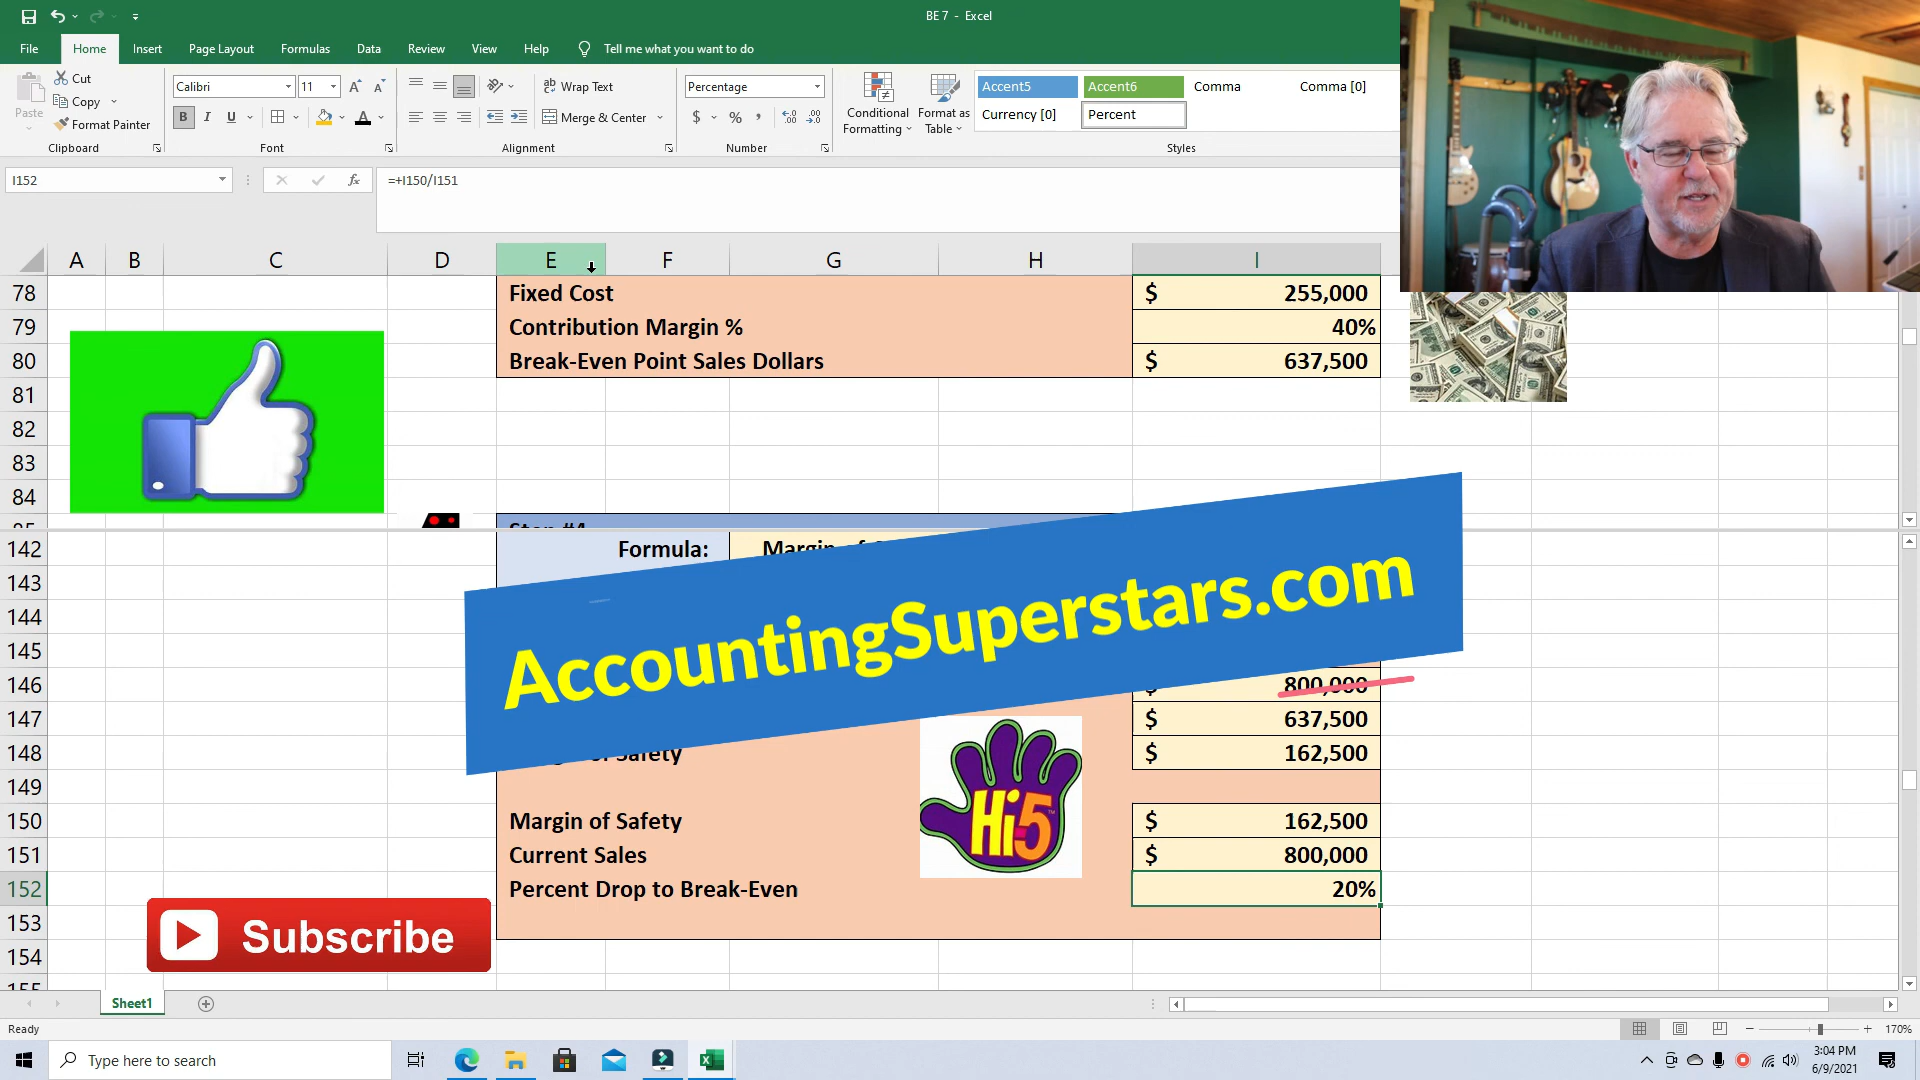 BE 7 - Excel
File Home Insert Page Layout Formulas Data Review View Help Tell me what you want to do
Paste
Cut
Copy
Format Painter
Clipboard
Calibri 11
B I U
Font
Wrap Text
Merge & Center
Alignment
Percentage
$ % ,
Number
Conditional Formatting
Format as Table
Accent5 Accent6 Comma Comma [0]
Currency [0] Percent
Styles
I152 fx =+I150/I151
A B C D E F G H I
78 Fixed Cost $ 255,000
79 Contribution Margin % 40%
80 Break-Even Point Sales Dollars $ 637,500
81
82
83
84
142 Formula:
143
144
145
AccountingSuperstars.com
146 800,000
147 $ 637,500
148 Safety $ 162,500
149
Hi-5
150 Margin of Safety $ 162,500
151 Current Sales $ 800,000
152 Percent Drop to Break-Even 20%
153
154
Subscribe
Sheet1
Ready
170%
Type here to search
3:04 PM
6/9/2021